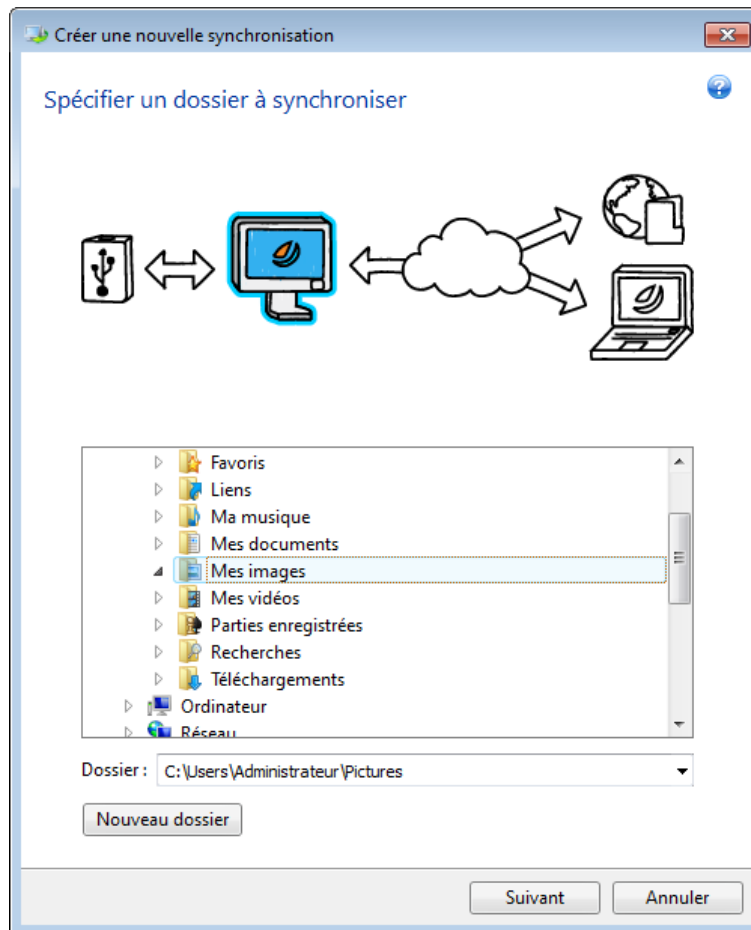 Créer une nouvelle synchronisation
Spécifier un dossier à synchroniser
Favoris
Liens
Ma musique
Mes documents
Mes images
Mes vidéos
Parties enregistrées
Recherches
Téléchargements
Ordinateur
Réseau
Dossier : C:\Users\Administrateur\Pictures
Nouveau dossier
Suivant Annuler